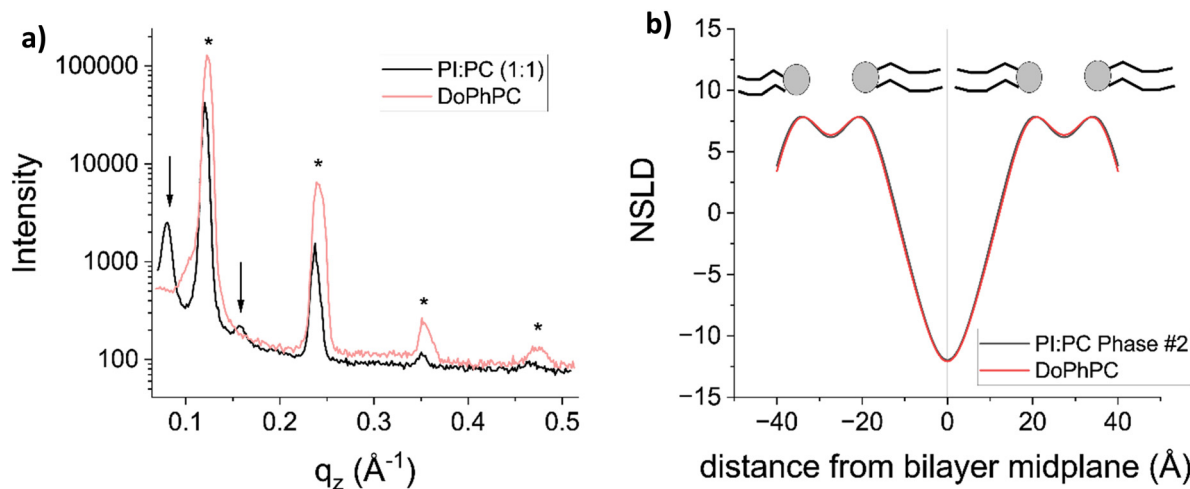 a)
*
PI:PC (1:1)
DoPhPC
100000
*
10000
*
1000
*
100
Intensity
0.1 0.2 0.3 0.4 0.5
q_z (Å⁻¹)
b)
15
10
5
0
−5
−10
−15
NSLD
PI:PC Phase #2
DoPhPC
−40 −20 0 20 40
distance from bilayer midplane (Å)